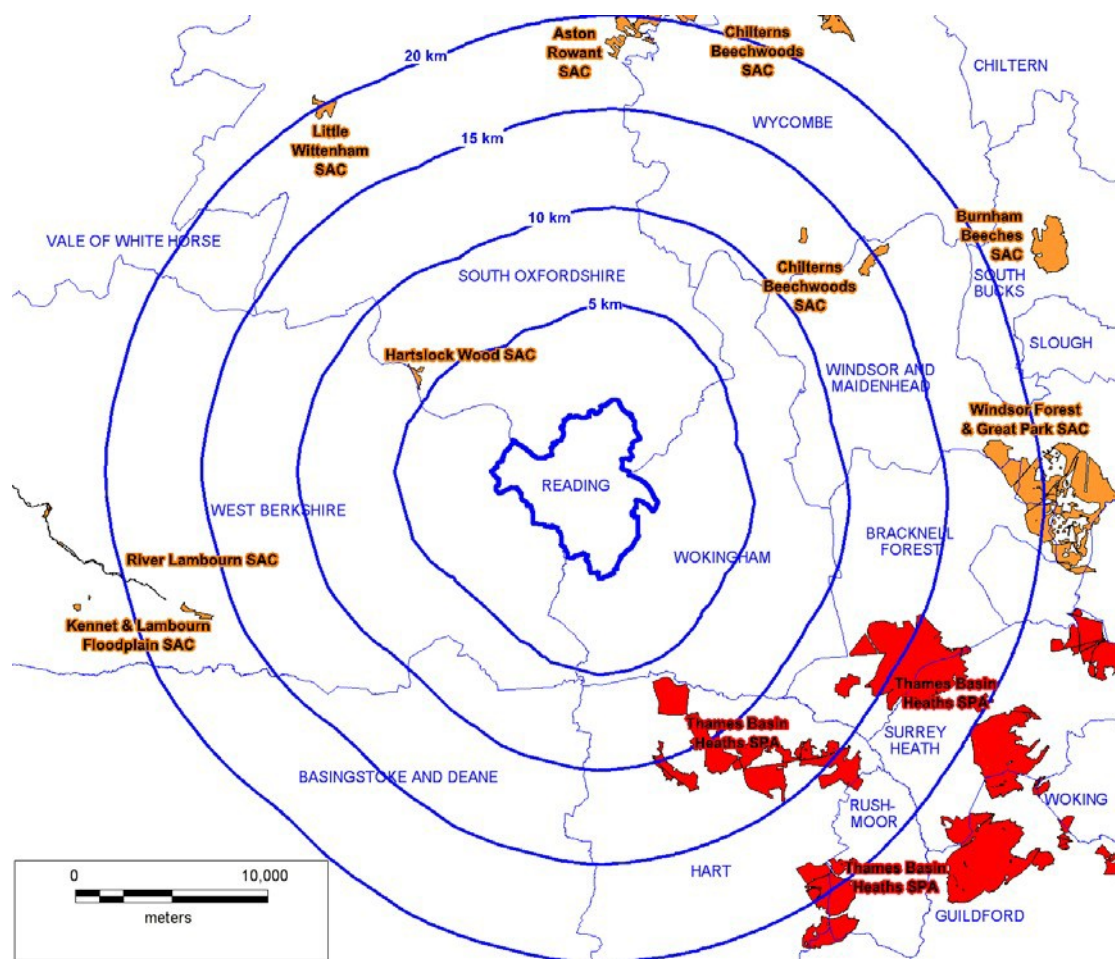 Aston
Rowant
SAC
Chilterns
Beechwoods
SAC
20 km
CHILTERN
WYCOMBE
Little
Wittenham
SAC
15 km
10 km
Burnham
Beeches
SAC
VALE OF WHITE HORSE
SOUTH OXFORDSHIRE
Chilterns
Beechwoods
SAC
SOUTH
BUCKS
5 km
SLOUGH
Hartslock Wood SAC
WINDSOR AND
MAIDENHEAD
Windsor Forest
& Great Park SAC
READING
WEST BERKSHIRE
BRACKNELL
FOREST
River Lambourn SAC
WOKINGHAM
Kennet & Lambourn
Floodplain SAC
Thames Basin
Heaths SPA
Thames Basin
Heaths SPA
SURREY
HEATH
BASINGSTOKE AND DEANE
RUSH-
MOOR
WOKING
HART
Thames Basin
Heaths SPA
GUILDFORD
0 10,000
meters